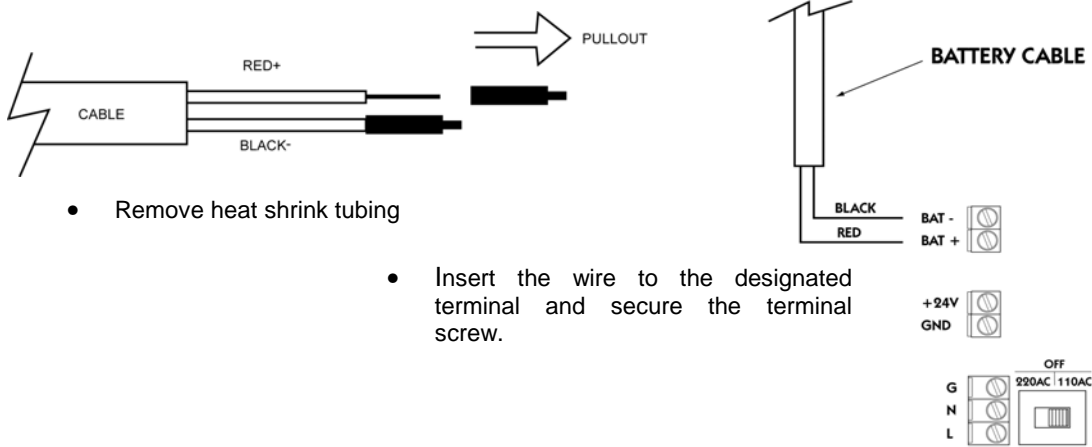 PULLOUT
RED+
CABLE
BLACK-
• Remove heat shrink tubing
BATTERY CABLE
BLACK
BAT -
RED
BAT +
• Insert the wire to the designated
terminal and secure the terminal
screw.
+24V
GND
OFF
220AC 110AC
G
N
L